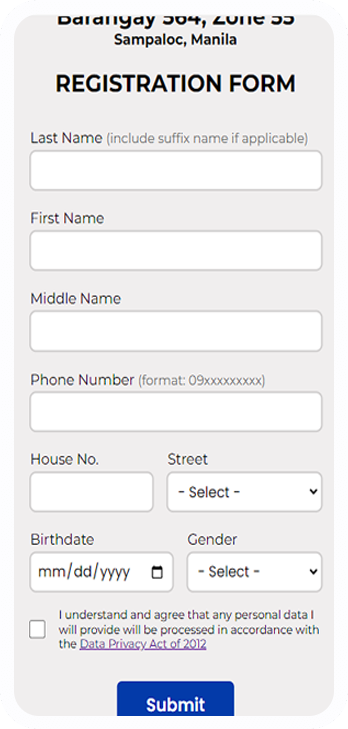 Barangay 564, Zone 55
Sampaloc, Manila
REGISTRATION FORM
Last Name (include suffix name if applicable)
First Name
Middle Name
Phone Number (format: 09xxxxxxxxx)
House No. Street
- Select -
Birthdate Gender
mm/dd/yyyy - Select -
I understand and agree that any personal data I
will provide will be processed in accordance with
the Data Privacy Act of 2012
Submit